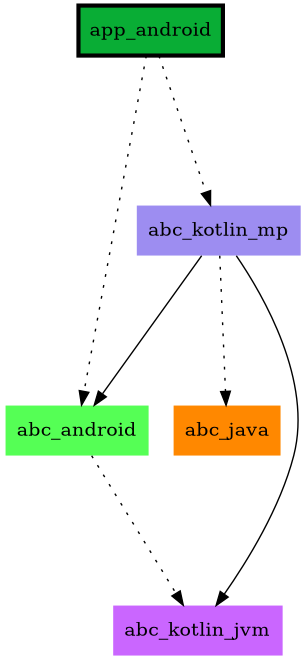 app_android
abc_kotlin_mp
abc_android
abc_java
abc_kotlin_jvm